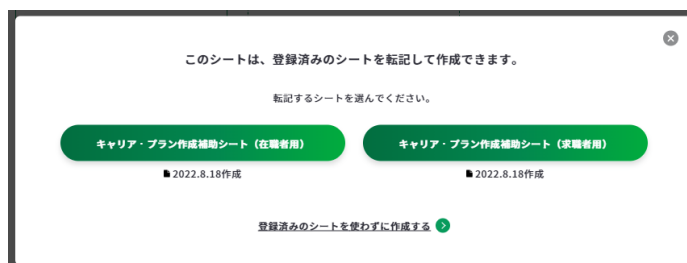 このシートは、登録済みのシートを転記して作成できます。
転記するシートを選んでください。
キャリア・プラン作成補助シート（在職者用）
キャリア・プラン作成補助シート（求職者用）
2022.8.18作成
2022.8.18作成
登録済みのシートを使わずに作成する